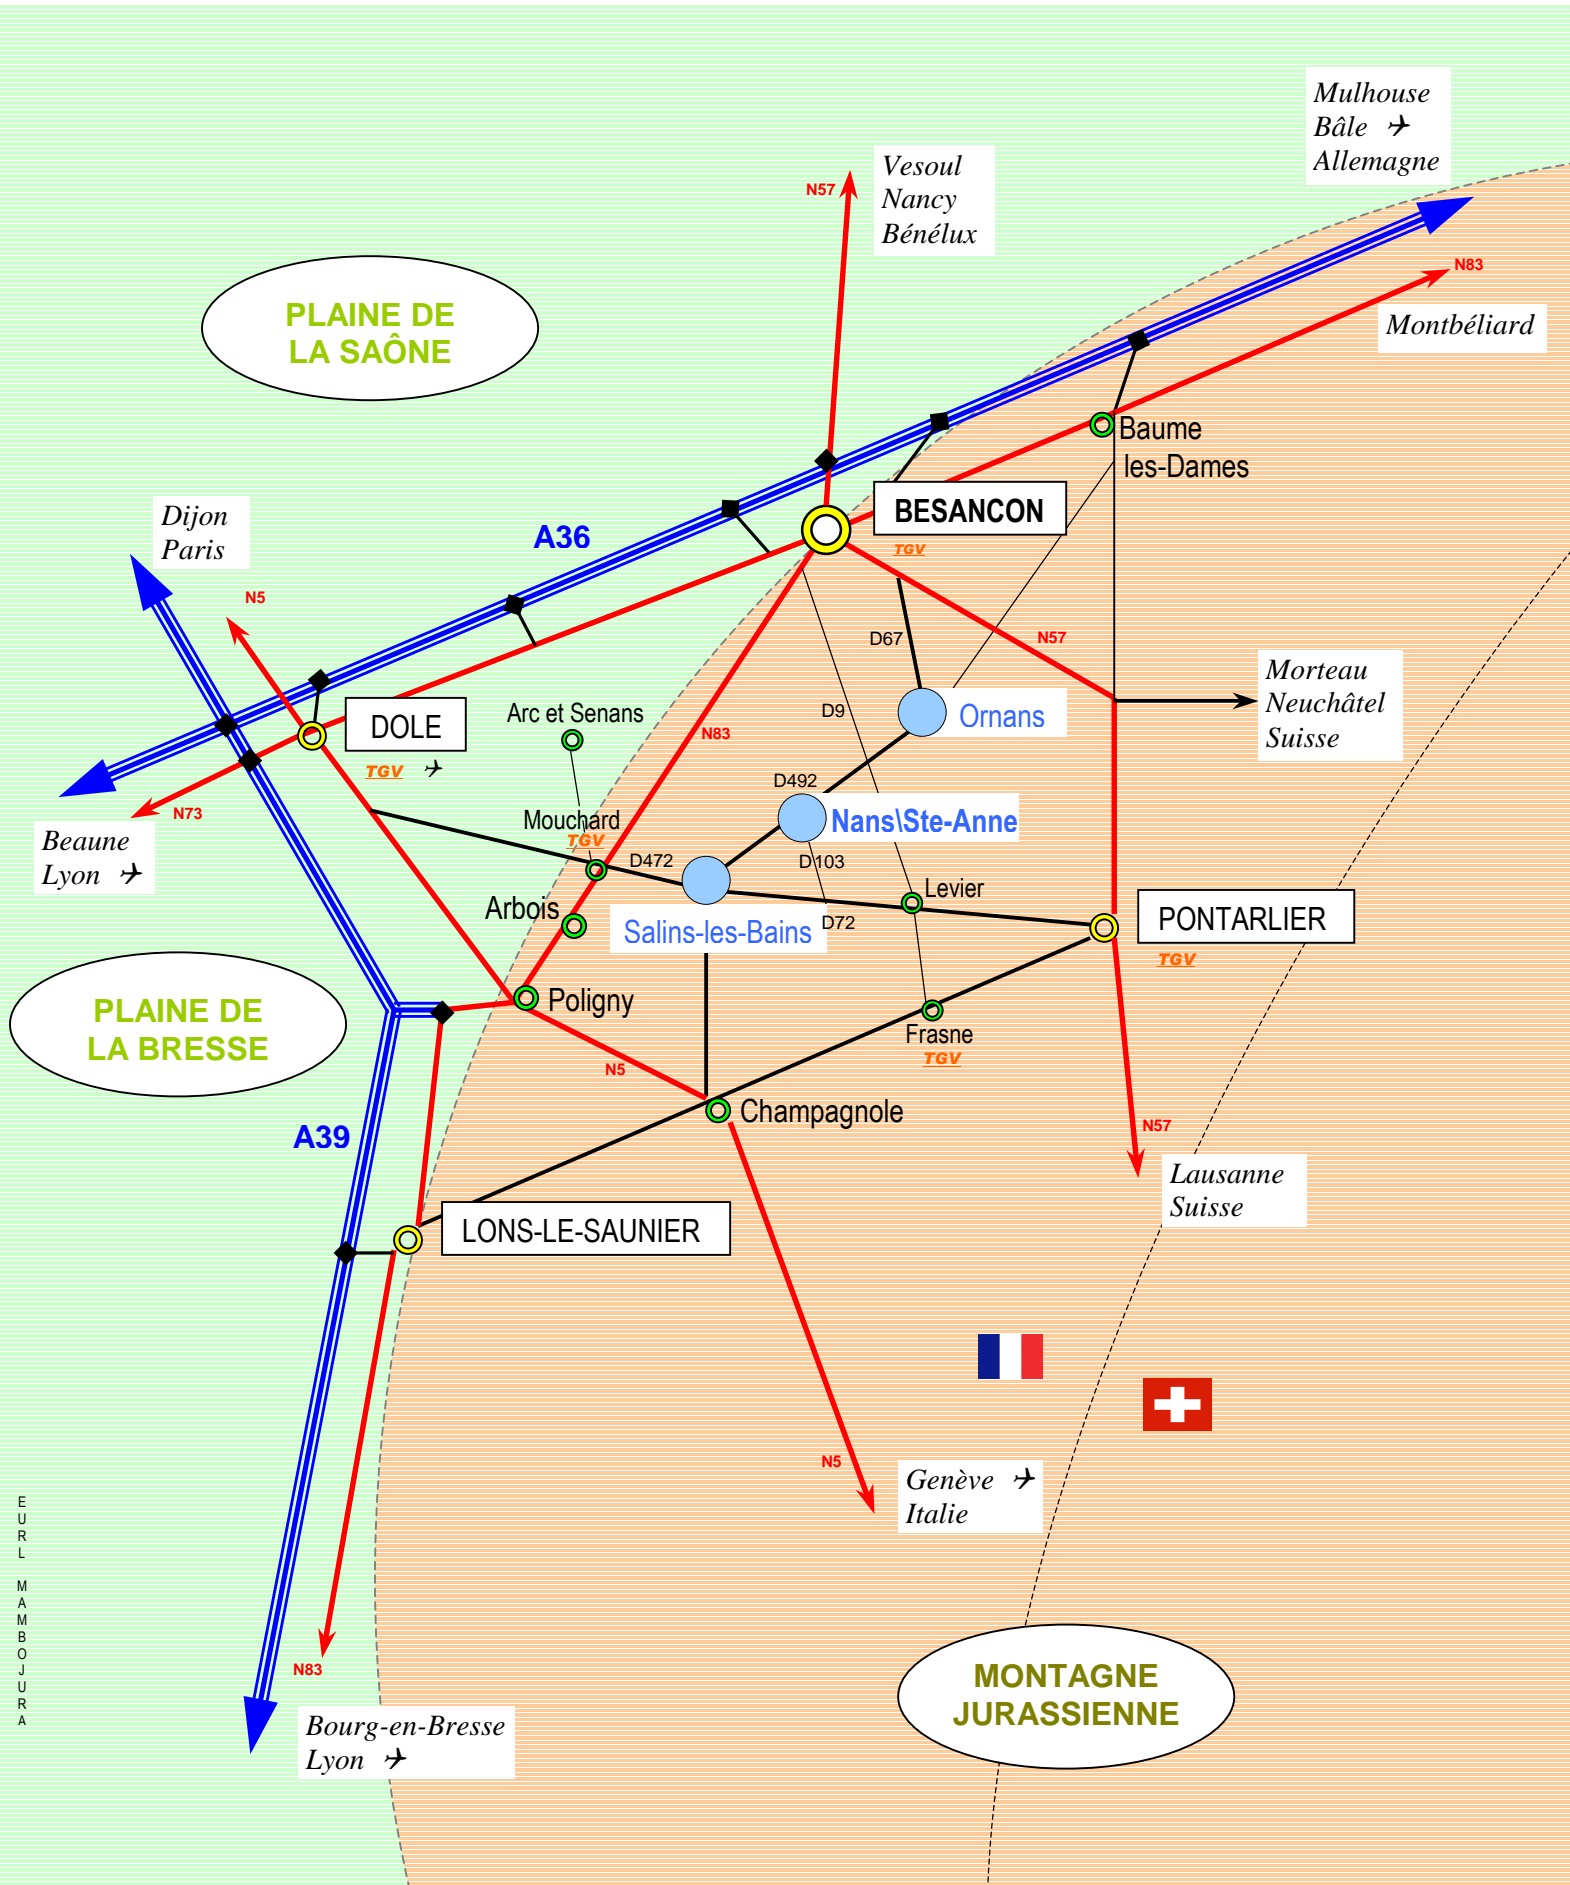 Mulhouse
Bâle ✈
Allemagne
Vesoul
Nancy
Bénélux
N57
N83
Montbéliard
PLAINE DE
LA SAÔNE
Baume
les-Dames
BESANCON
TGV
Dijon
Paris
A36
N5
N57
D67
Morteau
Neuchâtel
Suisse
DOLE
TGV ✈
Arc et Senans
D9
Ornans
N83
D492
N73
Mouchard
TGV
Nans\Ste-Anne
Beaune
Lyon ✈
D472
D103
Levier
Arbois
Salins-les-Bains
D72
PONTARLIER
TGV
PLAINE DE
LA BRESSE
Poligny
Frasne
TGV
N5
Champagnole
A39
N57
Lausanne
Suisse
LONS-LE-SAUNIER
N5
Genève ✈
Italie
EURL MAMBOJURA
N83
MONTAGNE
JURASSIENNE
Bourg-en-Bresse
Lyon ✈